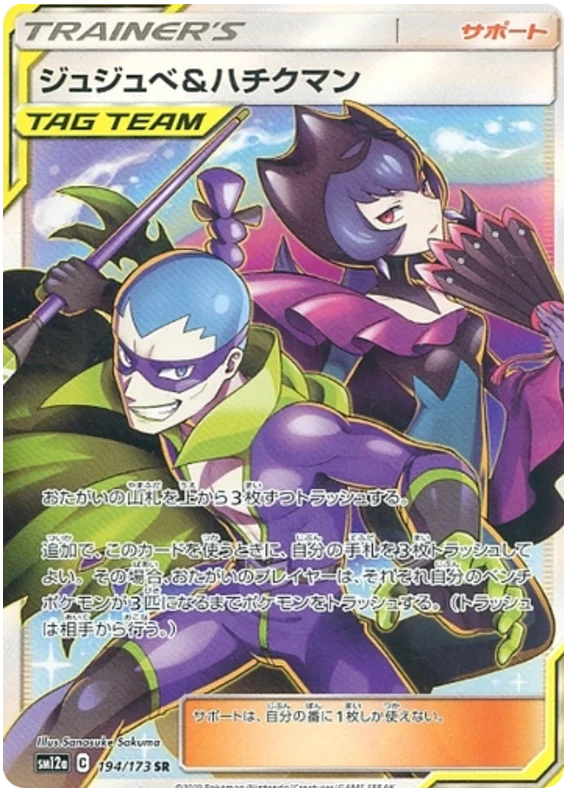 TRAINER'S
サポート
ジュジュベ&ハチクマン
TAG TEAM
おたがいの山札を上から3枚ずつトラッシュする。
追加で、このカードを使うときに、自分の手札を3枚トラッシュして
よい。その場合、おたがいのプレイヤーは、それぞれ自分のベンチ
ポケモンが3匹になるまでポケモンをトラッシュする。(トラッシュ
は相手から行う。)
サポートは、自分の番に1枚しか使えない。
Illus. Sanosuke Sakuma
SM12a C 194/173 SR
©2019 Pokémon/Nintendo/Creatures/GAME FREAK.